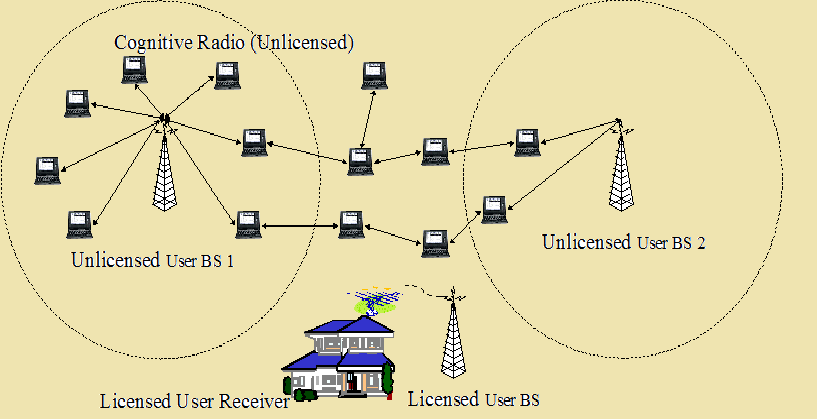 Cognitive Radio (Unlicensed)
Unlicensed User BS 1
Unlicensed User BS 2
Licensed User Receiver
Licensed User BS